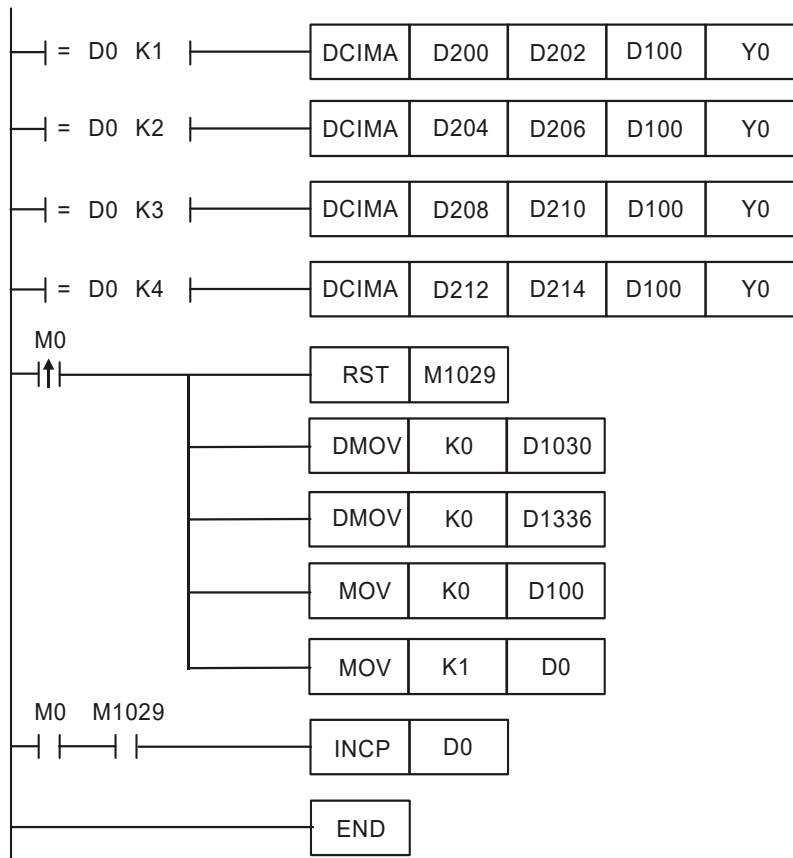 = D0 K1 DCIMA D200 D202 D100 Y0
= D0 K2 DCIMA D204 D206 D100 Y0
= D0 K3 DCIMA D208 D210 D100 Y0
= D0 K4 DCIMA D212 D214 D100 Y0
M0
RST M1029
DMOV K0 D1030
DMOV K0 D1336
MOV K0 D100
MOV K1 D0
M0 M1029
INCP D0
END